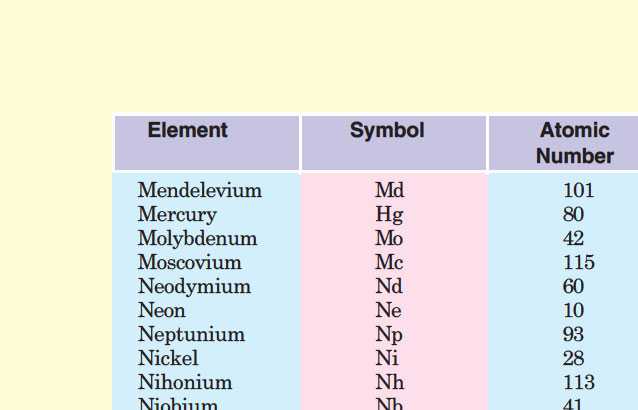 Element Symbol Atomic Number
Mendelevium Md 101
Mercury Hg 80
Molybdenum Mo 42
Moscovium Mc 115
Neodymium Nd 60
Neon Ne 10
Neptunium Np 93
Nickel Ni 28
Nihonium Nh 113
Niobium Nb 41